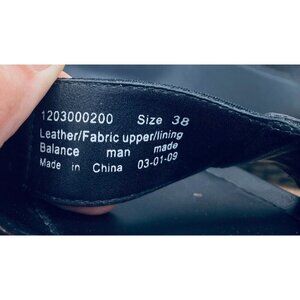 1203000200 Size 38
Leather/Fabric upper/lining
Balance man made
Made in China 03-01-09